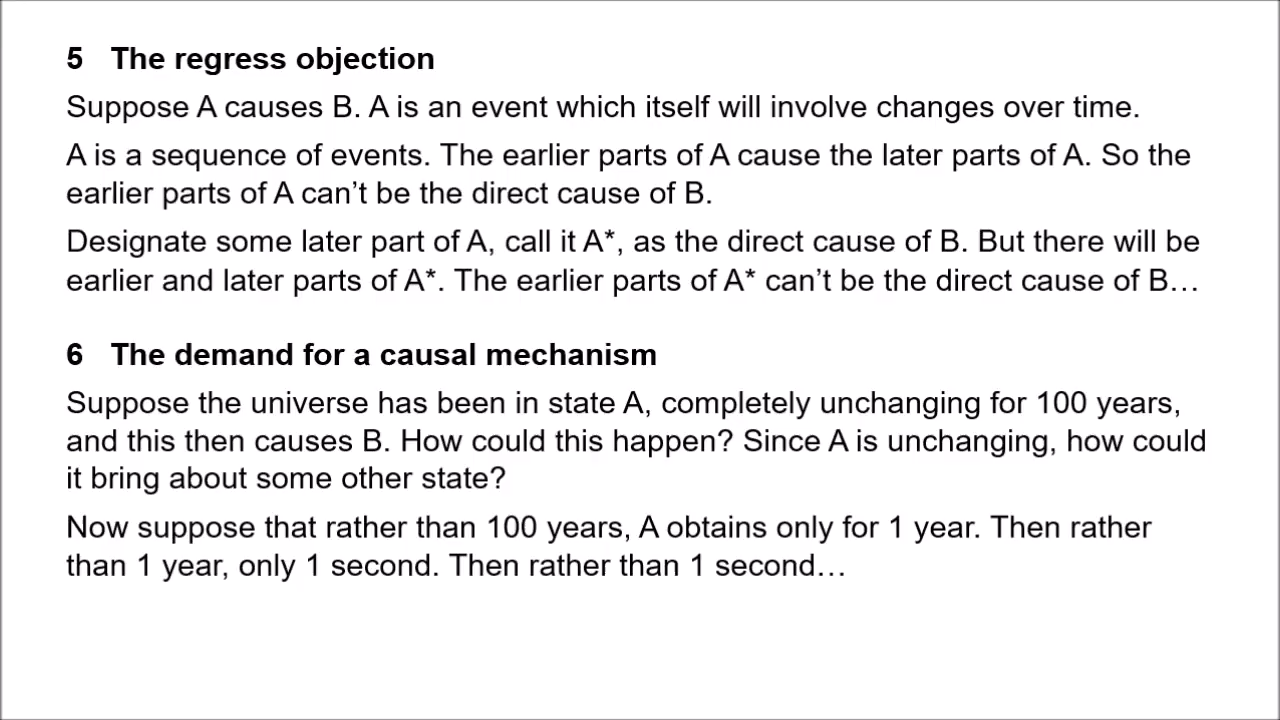 5 The regress objection
Suppose A causes B. A is an event which itself will involve changes over time.
A is a sequence of events. The earlier parts of A cause the later parts of A. So the
earlier parts of A can’t be the direct cause of B.
Designate some later part of A, call it A*, as the direct cause of B. But there will be
earlier and later parts of A*. The earlier parts of A* can’t be the direct cause of B…
6 The demand for a causal mechanism
Suppose the universe has been in state A, completely unchanging for 100 years,
and this then causes B. How could this happen? Since A is unchanging, how could
it bring about some other state?
Now suppose that rather than 100 years, A obtains only for 1 year. Then rather
than 1 year, only 1 second. Then rather than 1 second…